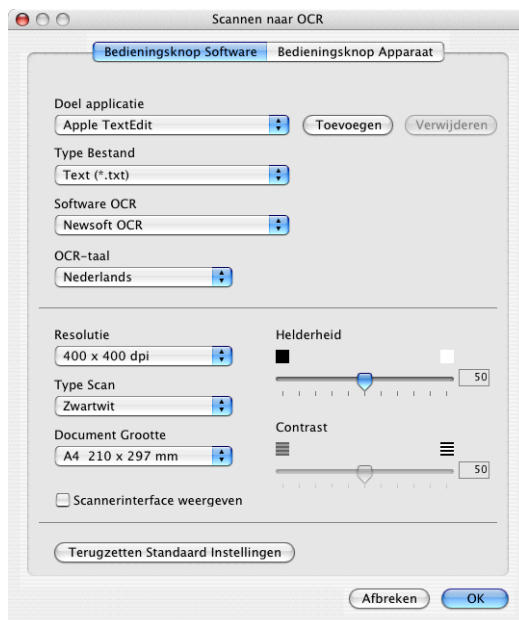 Scannen naar OCR
Bedieningsknop Software Bedieningsknop Apparaat
Doel applicatie
Apple TextEdit Toevoegen Verwijderen
Type Bestand
Text (*.txt)
Software OCR
Newsoft OCR
OCR-taal
Nederlands
Resolutie Helderheid
400 x 400 dpi
50
Type Scan
Zwartwit
Contrast
Document Grootte
A4 210 x 297 mm
50
Scannerinterface weergeven
Terugzetten Standaard Instellingen
Afbreken OK